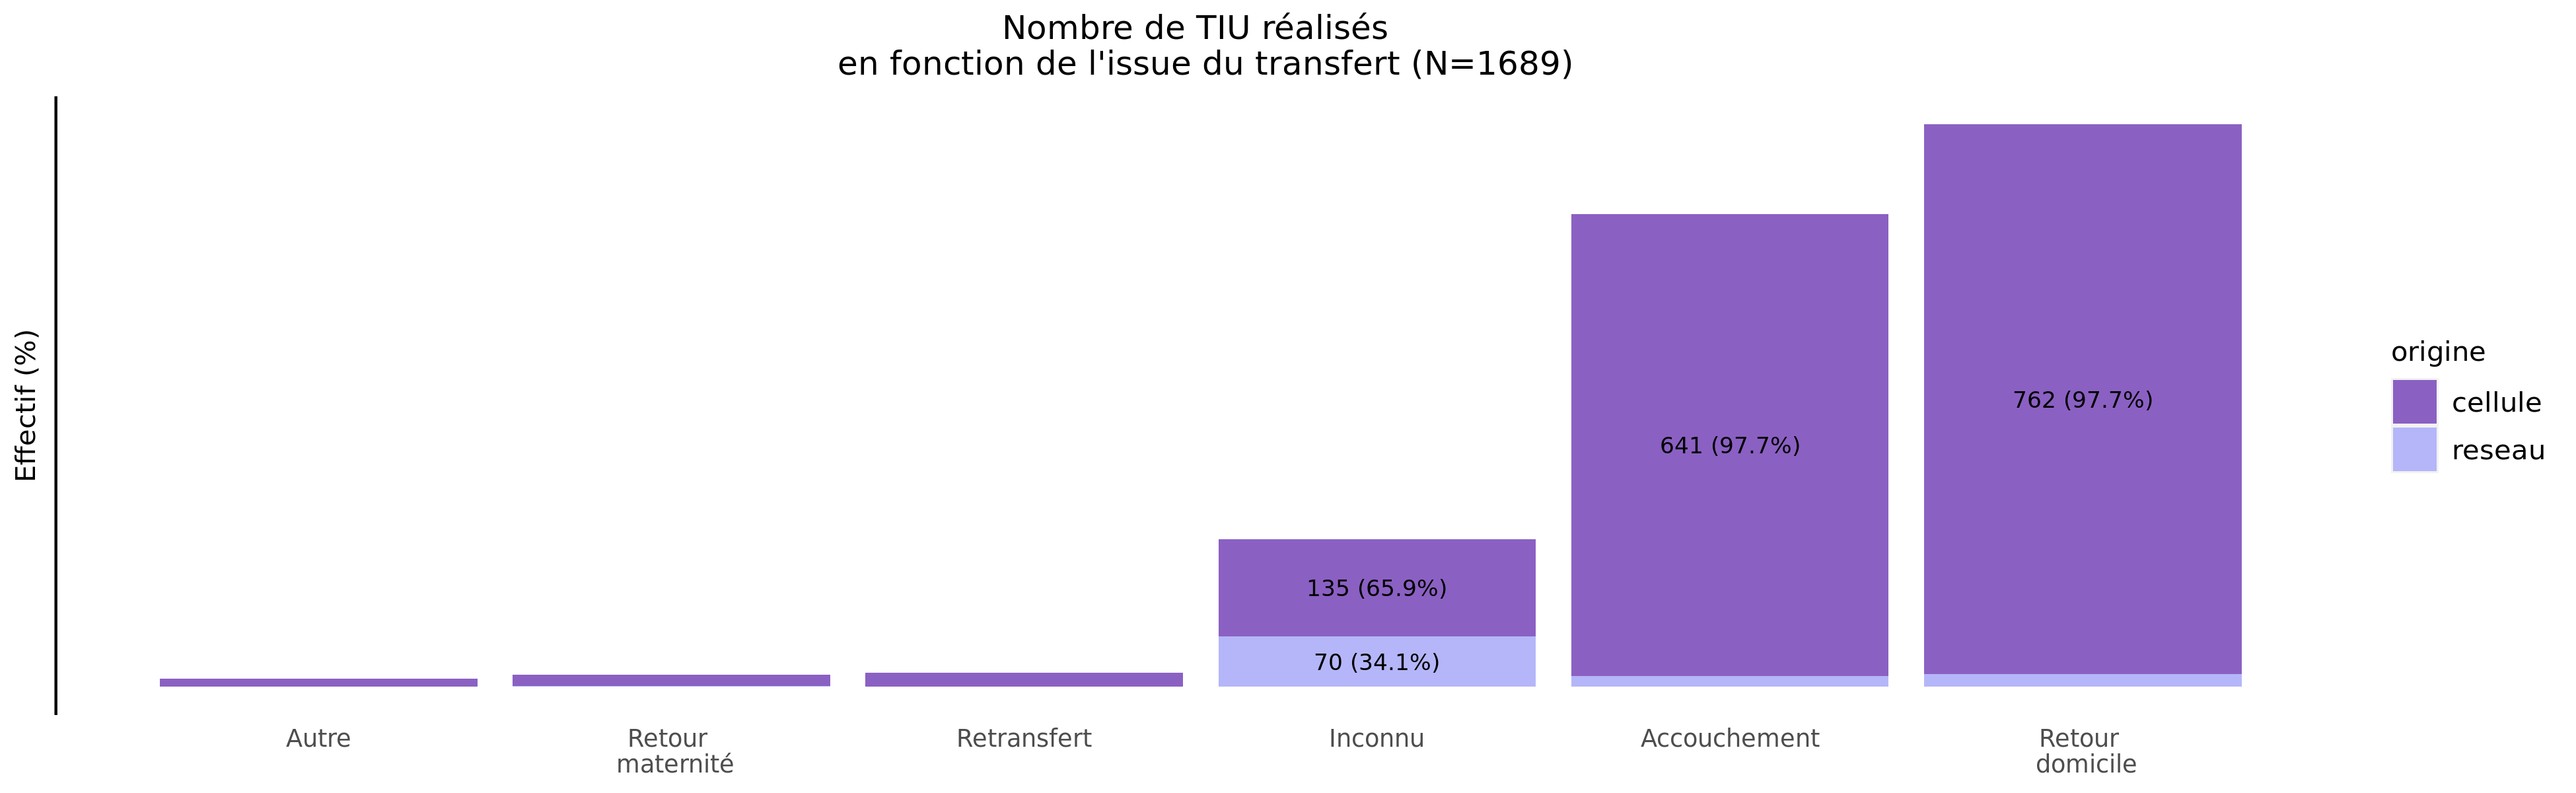 Nombre de TIU réalisés
en fonction de l'issue du transfert (N=1689)
Effectif (%)
762 (97.7%)
641 (97.7%)
135 (65.9%)
70 (34.1%)
origine
cellule
reseau
Autre
Retour
maternité
Retransfert
Inconnu
Accouchement
Retour
domicile